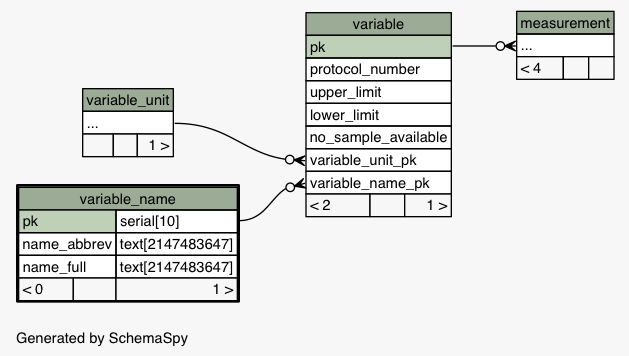 variable
pk
protocol_number
upper_limit
lower_limit
no_sample_available
variable_unit_pk
variable_name_pk
< 2 1 >
measurement
...
< 4
variable_unit
...
1 >
variable_name
pk serial[10]
name_abbrev text[2147483647]
name_full text[2147483647]
< 0 1 >
Generated by SchemaSpy